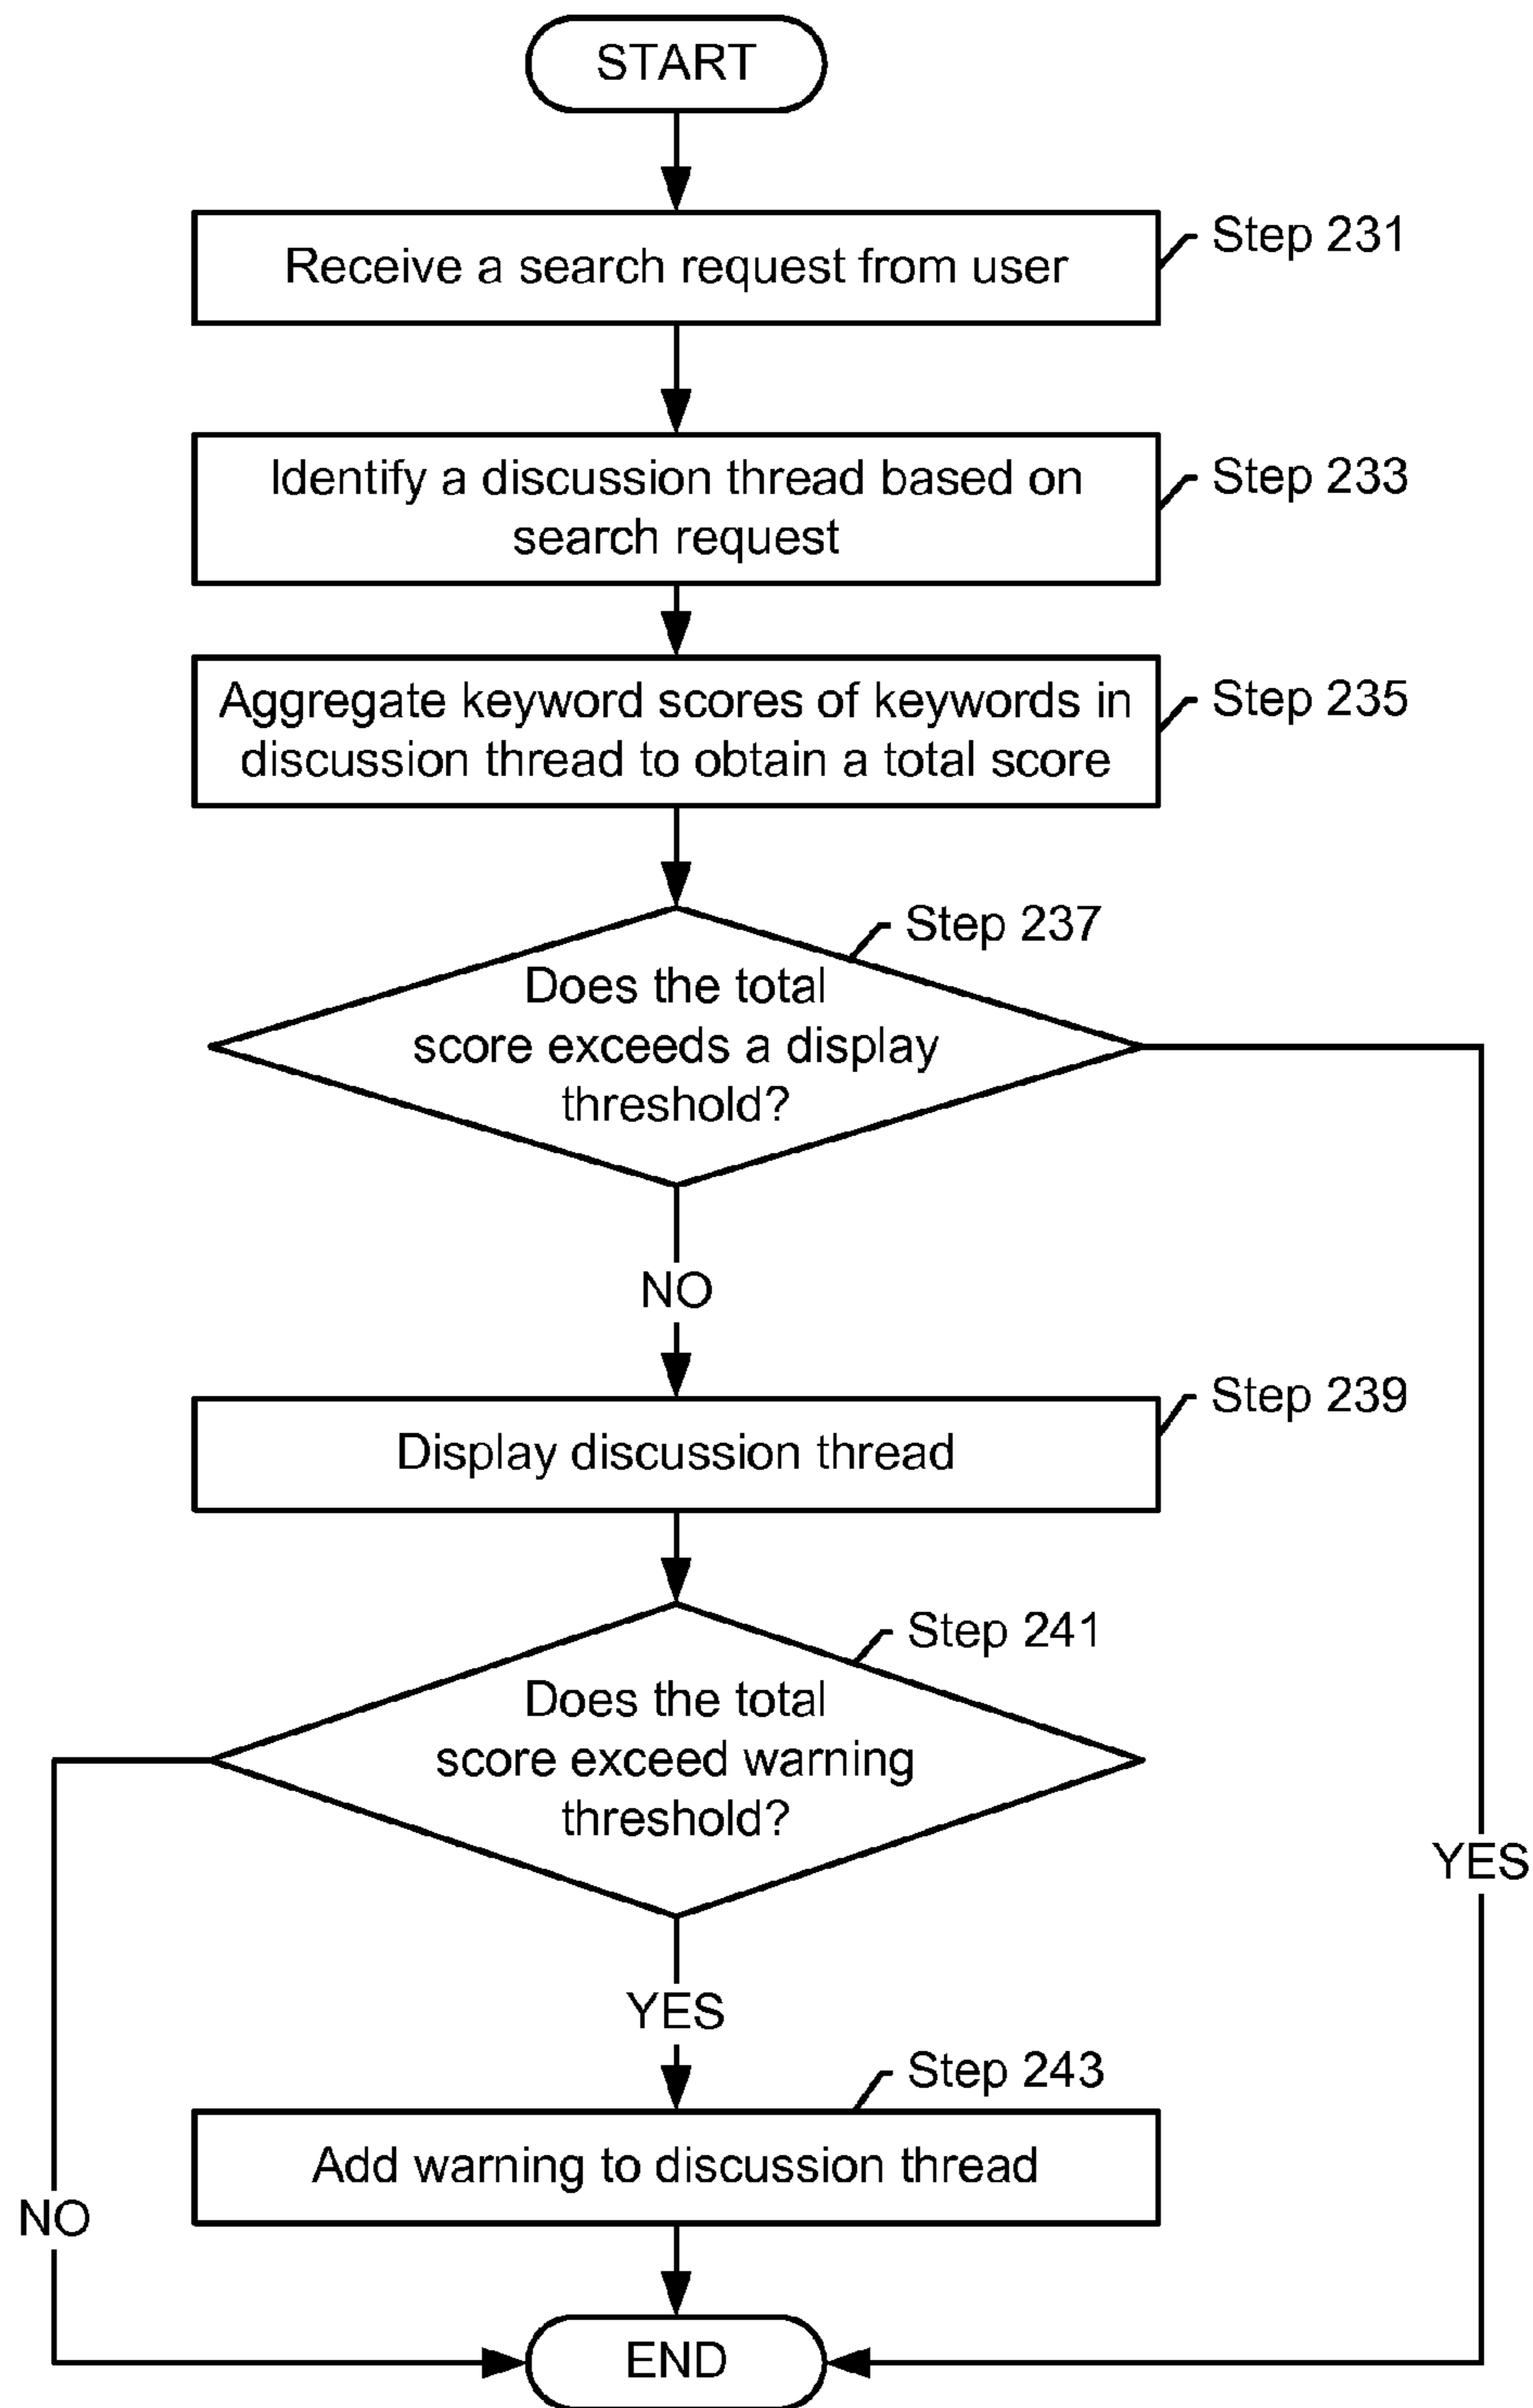 START
Receive a search request from user
Step 231
Identify a discussion thread based on
search request
Step 233
Aggregate keyword scores of keywords in
discussion thread to obtain a total score
Step 235
Step 237
Does the total
score exceeds a display
threshold?
NO
Display discussion thread
Step 239
Step 241
Does the total
score exceed warning
threshold?
YES
YES
Step 243
Add warning to discussion thread
NO
END